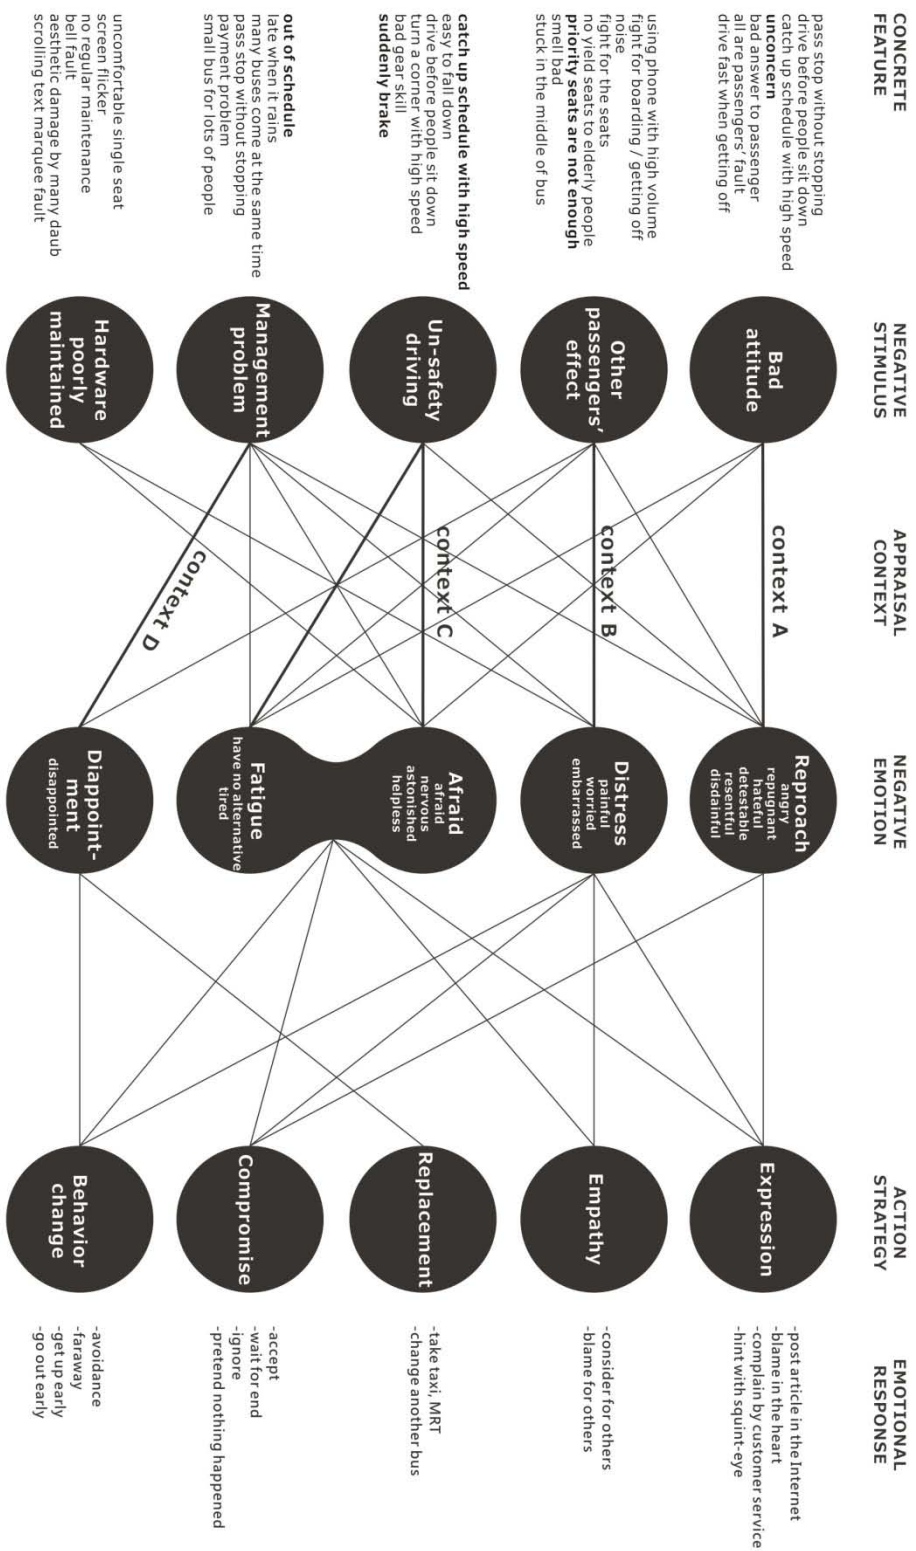 CONCRETE
FEATURE
NEGATIVE
STIMULUS
APPRAISAL
CONTEXT
NEGATIVE
EMOTION
ACTION
STRATEGY
EMOTIONAL
RESPONSE
pass stop without stopping
drive before people sit down
catch up schedule with high speed
unconcern
bad answer to passenger
all are passengers’ fault
drive fast when getting off
Bad
attitude
context A
Reproach
angry
repugnant
hateful
detestable
resentful
disdainful
Expression
-post article in the Internet
-blame in the heart
-complain by customer service
-hint with squint-eye
using phone with high volume
fight for boarding / getting off
noise
fight for the seats
no yield seats to elderly people
priority seats are not enough
smell bad
stuck in the middle of bus
Other
passengers’
effect
context B
Distress
painful
worried
embarrassed
Empathy
-consider for others
-blame for others
catch up schedule with high speed
easy to fall down
drive before people sit down
turn a corner with high speed
bad gear skill
suddenly brake
Un-safety
driving
context C
Afraid
afraid
nervous
astonished
helpless
Replacement
-take taxi, MRT
-change another bus
out of schedule
late when it rains
many buses come at the same time
pass stop without stopping
payment problem
small bus for lots of people
Management
problem
context D
Fatigue
have no alternative
tired
Compromise
-accept
-wait for end
-ignore
-pretend nothing happened
uncomfortable single seat
screen flicker
no regular maintenance
bell fault
aesthetic damage by many daub
scrolling text marquee fault
Hardware
poorly
maintained
Diappoint-
ment
disappointed
Behavior
change
-avoidance
-faraway
-get up early
-go out early